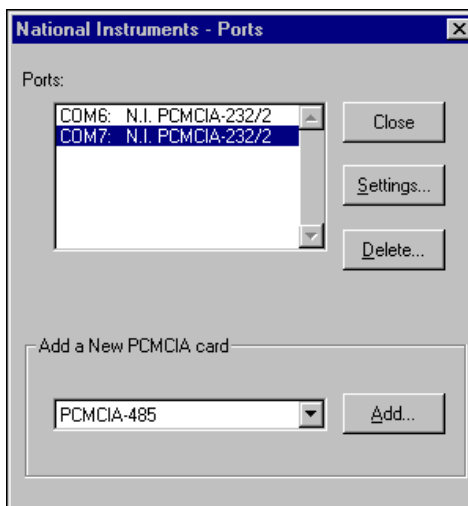 National Instruments - Ports
Ports:
COM6: N.I. PCMCIA-232/2
COM7: N.I. PCMCIA-232/2
Close
Settings...
Delete...
Add a New PCMCIA card
PCMCIA-485
Add...